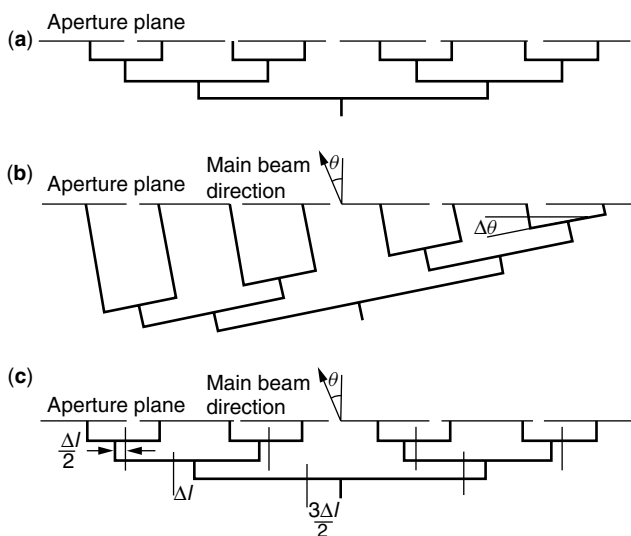 (a) Aperture plane
(b) Aperture plane
Main beam
direction
θ
Δθ
(c) Aperture plane
Main beam
direction
θ
Δl
2
Δl
3Δl
2